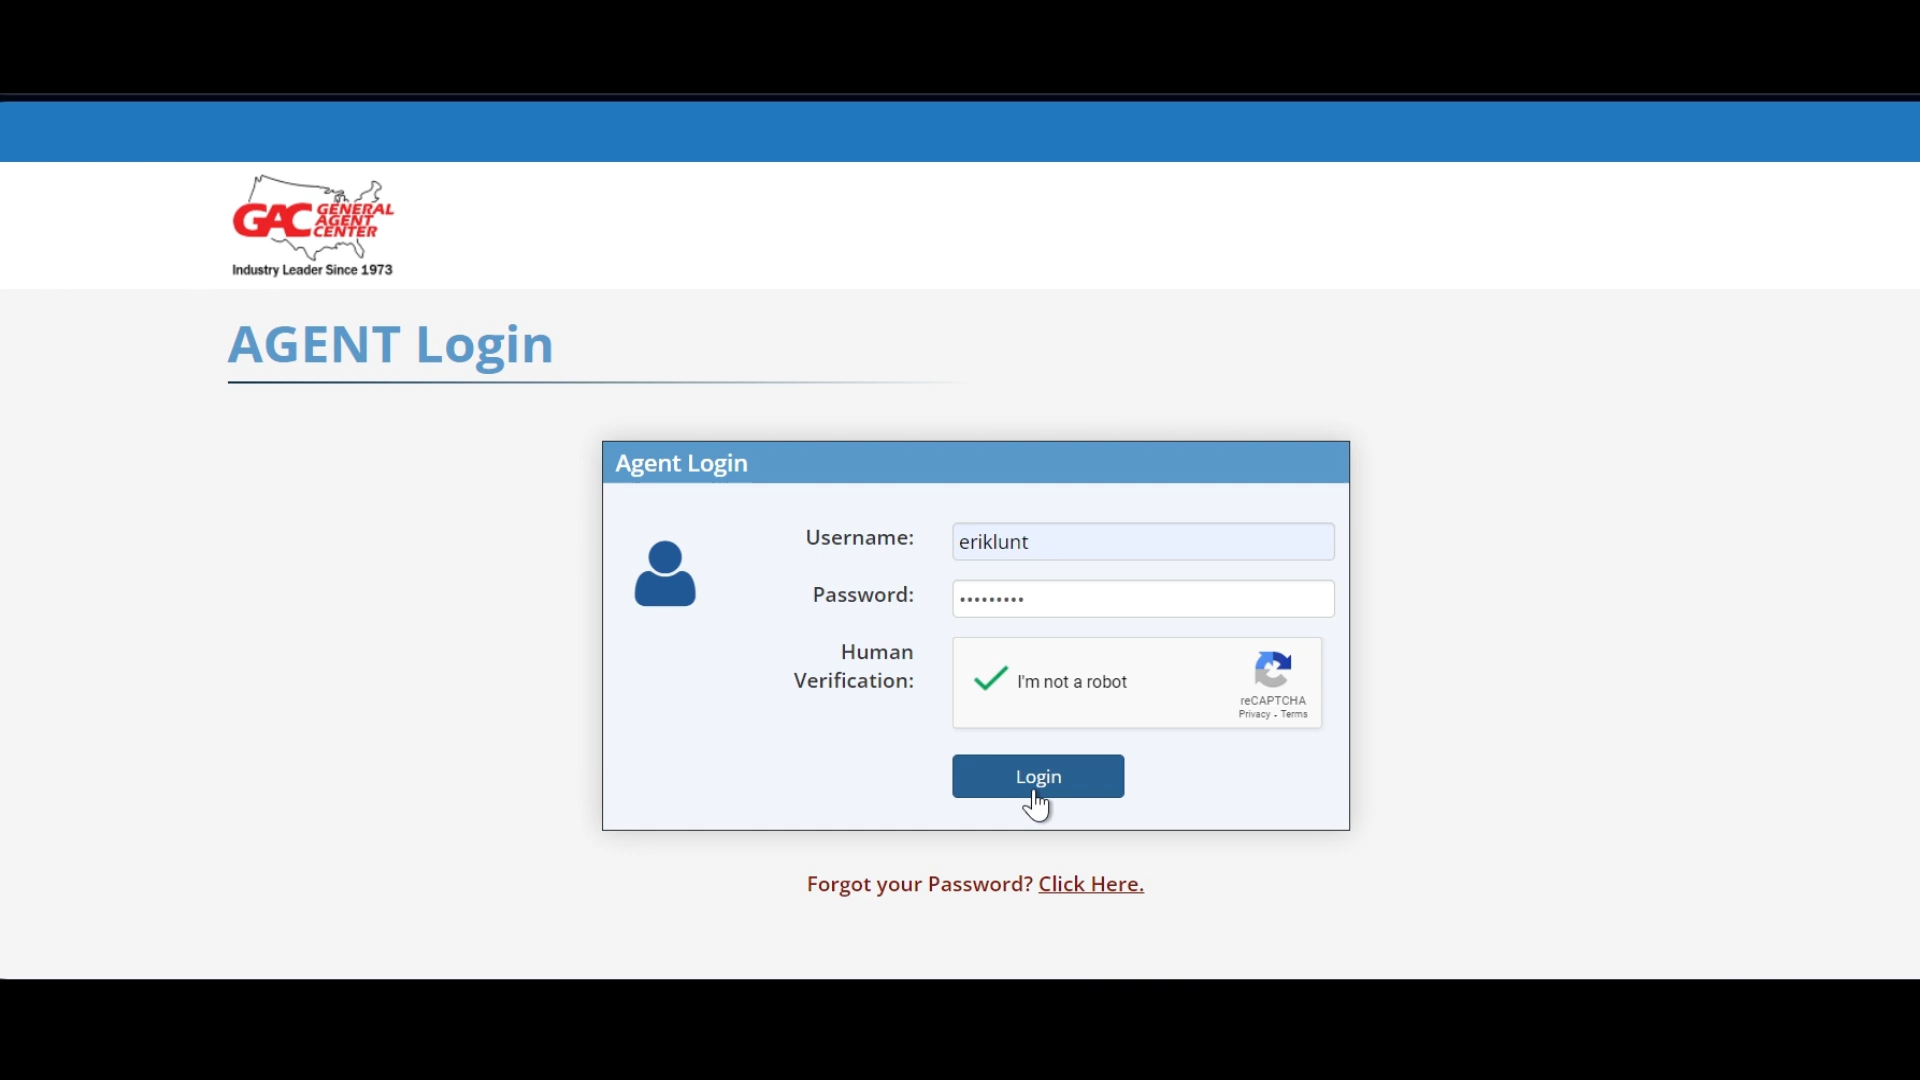 GAC GENERAL
AGENT
CENTER
Industry Leader Since 1973
AGENT Login
Agent Login
Username: eriklunt
Password: •••••••••
Human
Verification:
I'm not a robot
reCAPTCHA
Privacy - Terms
Login
Forgot your Password? Click Here.